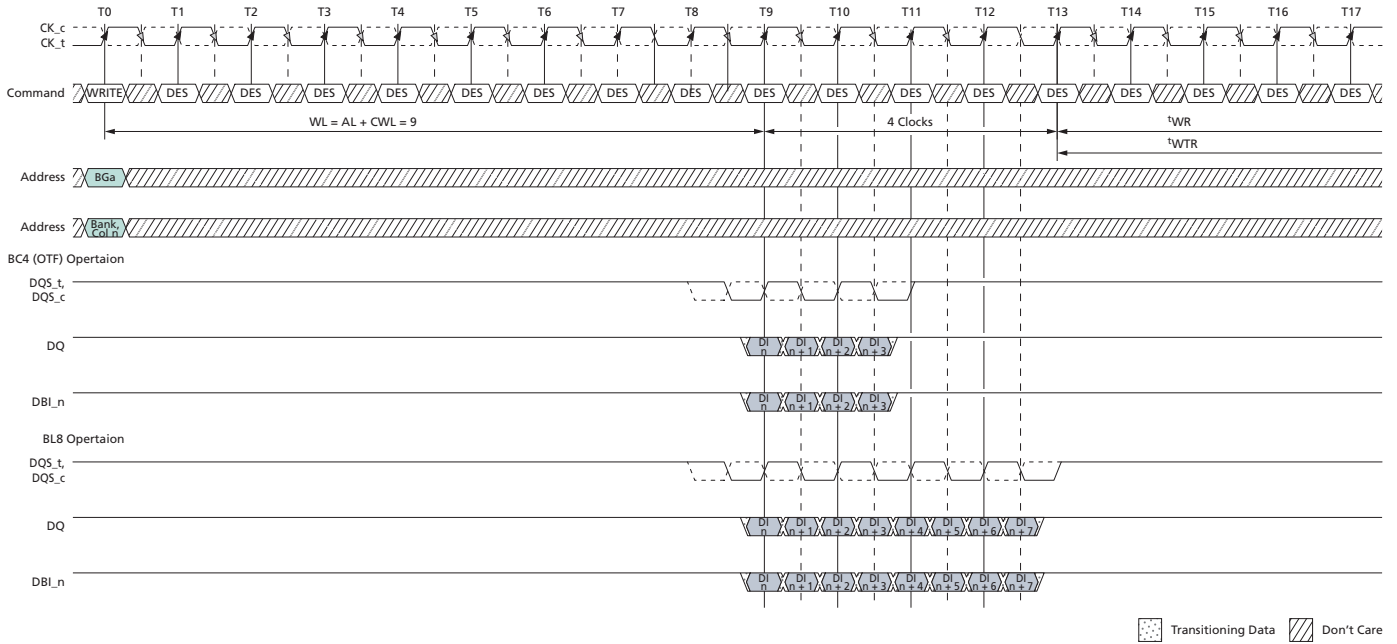 T0 T1 T2 T3 T4 T5 T6 T7 T8 T9 T10 T11 T12 T13 T14 T15 T16 T17
CK_c
CK_t
Command WRITE DES DES DES DES DES DES DES DES DES DES DES DES DES DES DES DES DES
WL = AL + CWL = 9 4 Clocks tWR
tWTR
Address BGa
Address Bank,
Col n
BC4 (OTF) Opertaion
DQS_t,
DQS_c
DQ DI n DI n + 1 DI n + 2 DI n + 3
DBI_n DI n DI n + 1 DI n + 2 DI n + 3
BL8 Opertaion
DQS_t,
DQS_c
DQ DI n DI n + 1 DI n + 2 DI n + 3 DI n + 4 DI n + 5 DI n + 6 DI n + 7
DBI_n DI n DI n + 1 DI n + 2 DI n + 3 DI n + 4 DI n + 5 DI n + 6 DI n + 7
Transitioning Data Don't Care